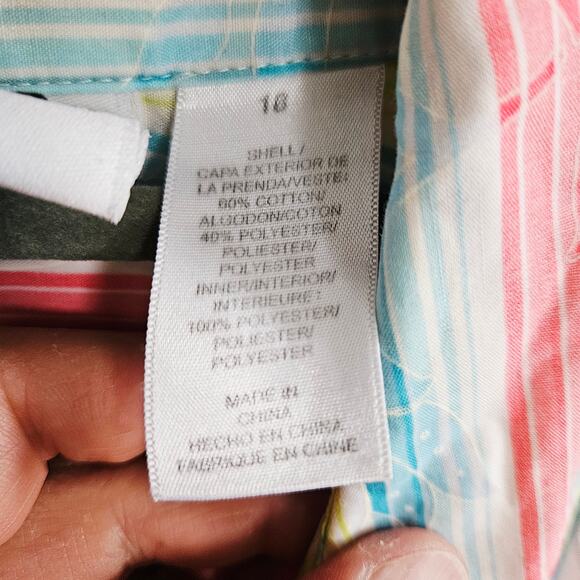 16
SHELL/
CAPA EXTERIOR DE
LA PRENDA/VESTE:
60% COTTON/
ALGODON/COTON
40% POLYESTER/
POLIESTER/
POLYESTER
INNER/INTERIOR/
INTERIEURE:
100% POLYESTER/
POLIESTER/
POLYESTER
MADE IN
CHINA
HECHO EN CHINA
FABRIQUE EN CHINE